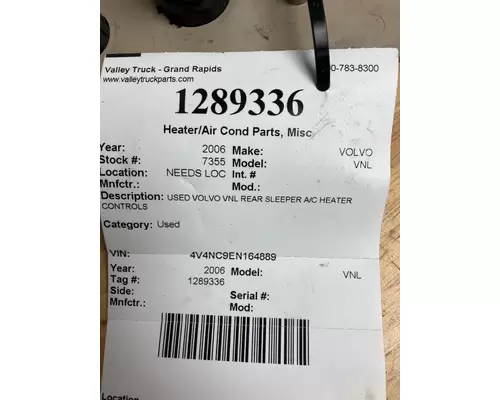 Valley Truck - Grand Rapids
www.valleytruckparts.com 0-783-8300
1289336
Heater/Air Cond Parts, Misc
Year: 2006 Make: VOLVO
Stock #: 7355 Model: VNL
Location: NEEDS LOC Int. #
Mnfctr.: Mod.:
Description: USED VOLVO VNL REAR SLEEPER A/C HEATER
CONTROLS
Category: Used
VIN: 4V4NC9EN164889
Year: 2006 Model: VNL
Tag #: 1289336
Side: Serial #:
Mnfctr.: Mod:
Location